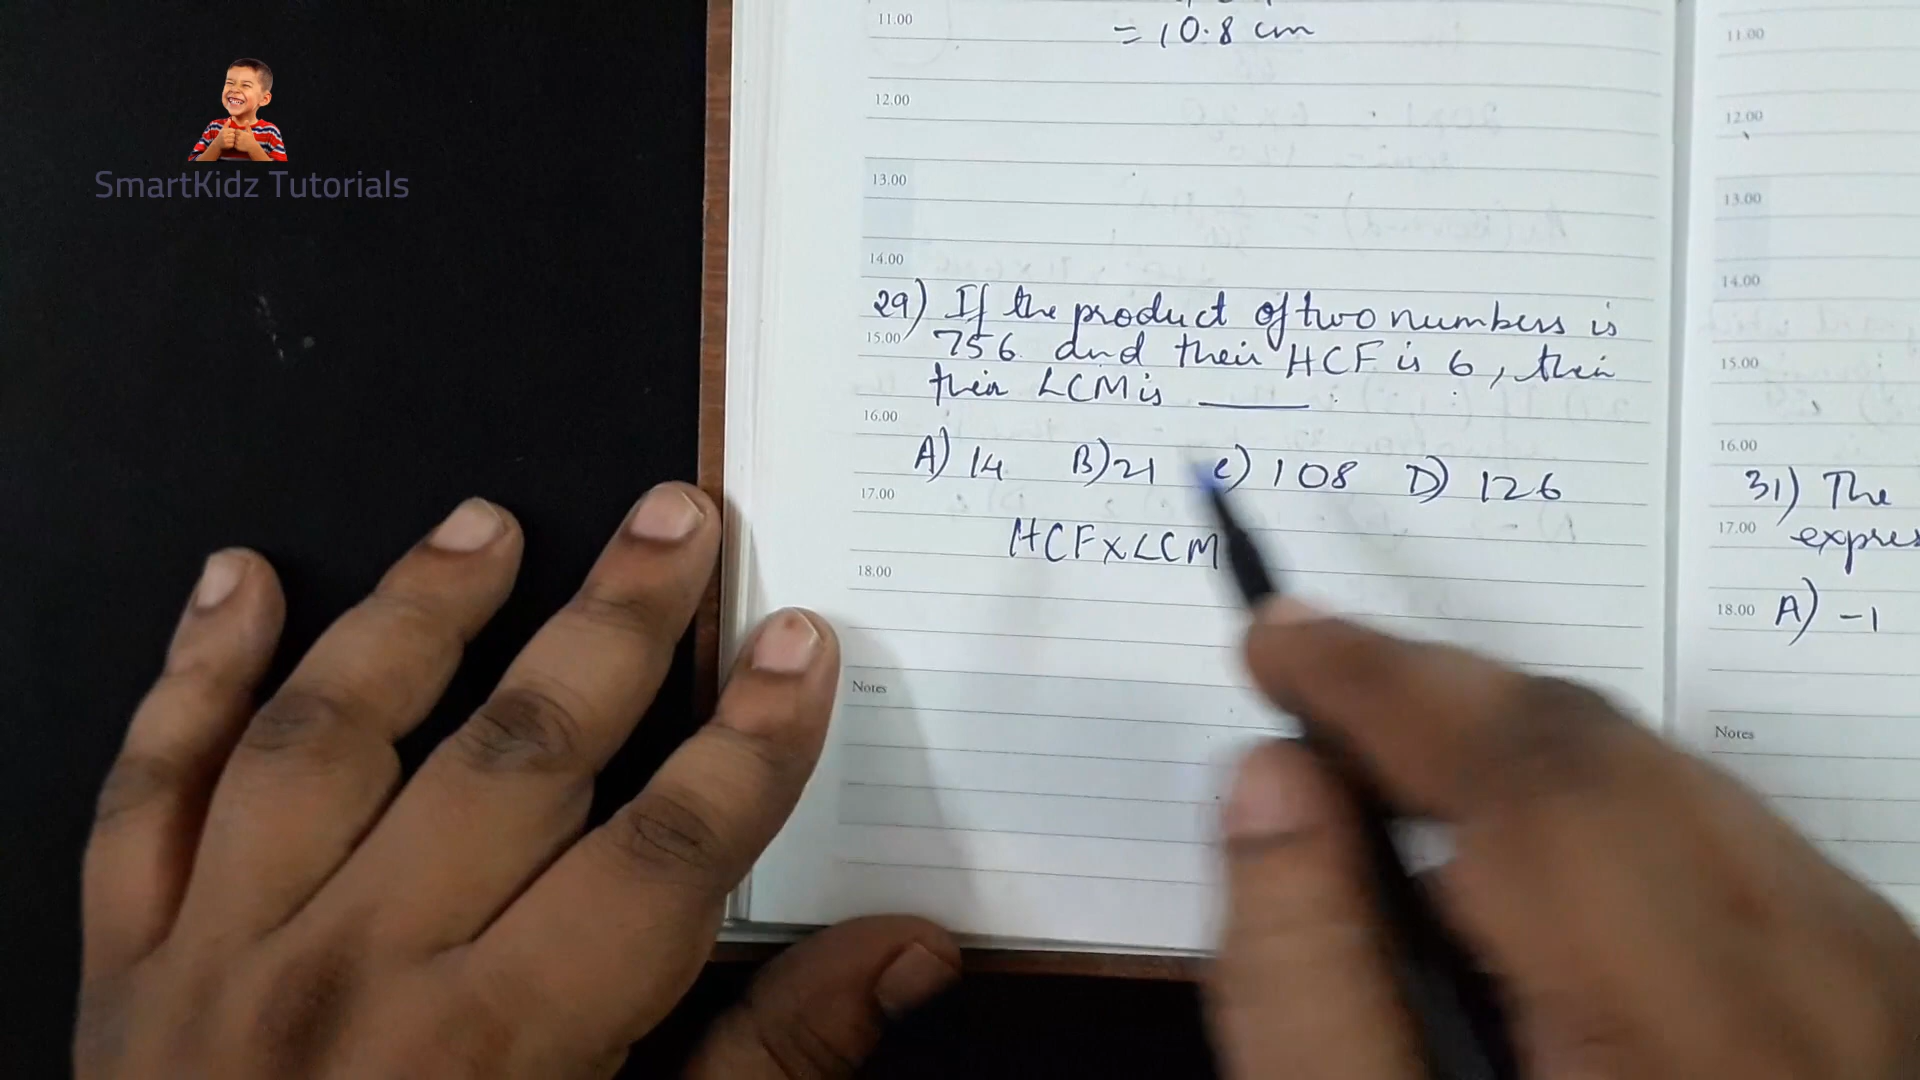 SmartKidz Tutorials
11.00
= 10.8 cm
12.00
13.00
14.00
29) If the product of two numbers is
15.00 756 and their HCF is 6, then
their LCM is ____.
16.00
A) 14 B) 21 C) 108 D) 126
17.00
HCF x LCM
18.00
Notes
11.00
12.00
13.00
14.00
15.00
16.00
31) The
17.00 expres
18.00 A) -1
Notes